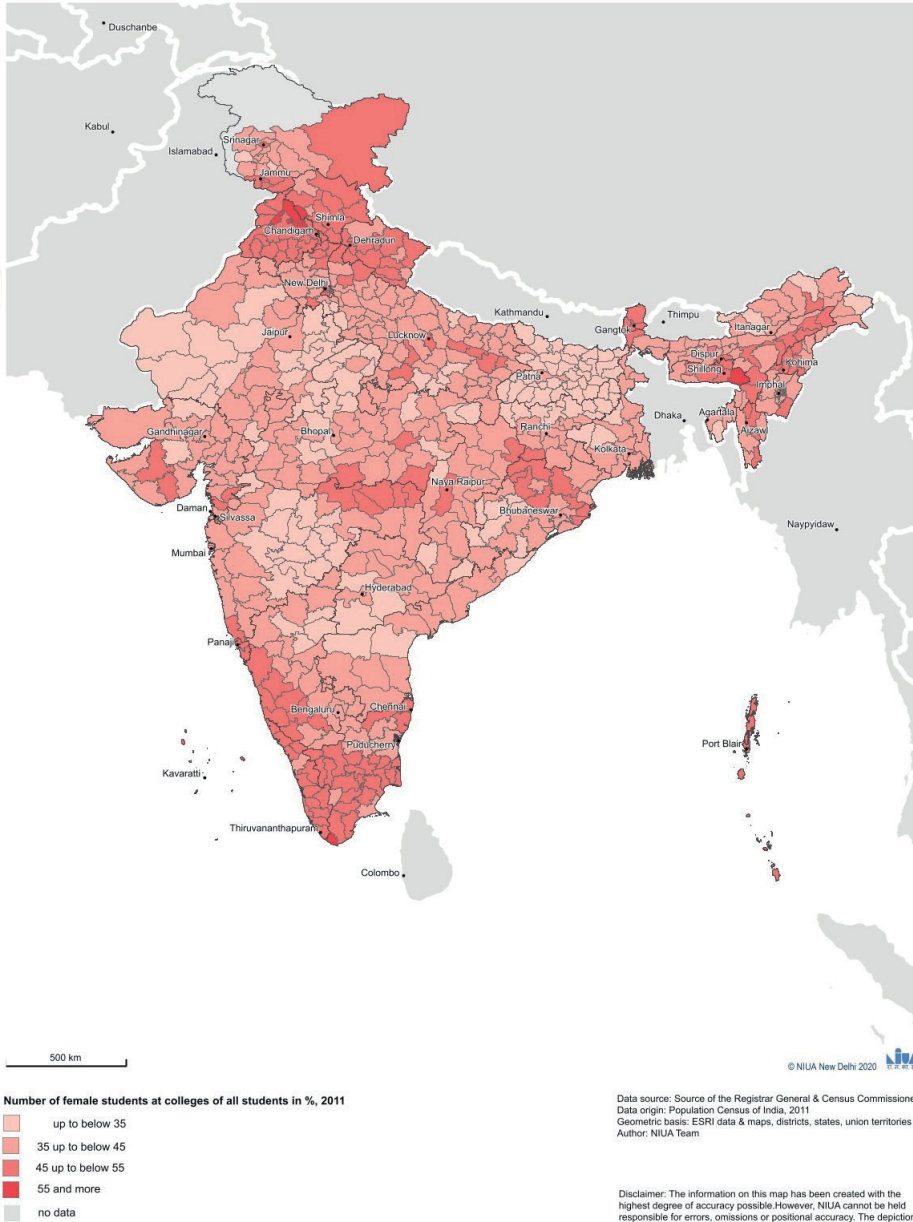 Duschanbe
Kabul
Islamabad
Srinagar
Jammu
Shimla
Chandigarh
Dehradun
New Delhi
Jaipur
Lucknow
Kathmandu
Gangtok
Thimpu
Itanagar
Dispur
Shillong
Kohima
Imphal
Patna
Gandhinagar
Bhopal
Ranchi
Kolkata
Dhaka
Agartala
Aizawl
Naya Raipur
Bhubaneswar
Daman
Silvassa
Mumbai
Naypyidaw
Hyderabad
Panaji
Bengaluru
Chennai
Puducherry
Port Blair
Kavaratti
Thiruvananthapuram
Colombo
500 km
© NIUA New Delhi 2020
Number of female students at colleges of all students in %, 2011
up to below 35
35 up to below 45
45 up to below 55
55 and more
no data
Data source: Source of the Registrar General & Census Commissione
Data origin: Population Census of India, 2011
Geometric basis: ESRI data & maps, districts, states, union territories
Author: NIUA Team
Disclaimer: The information on this map has been created with the
highest degree of accuracy possible.However, NIUA cannot be held
responsible for errors, omissions or positional accuracy. The depiction